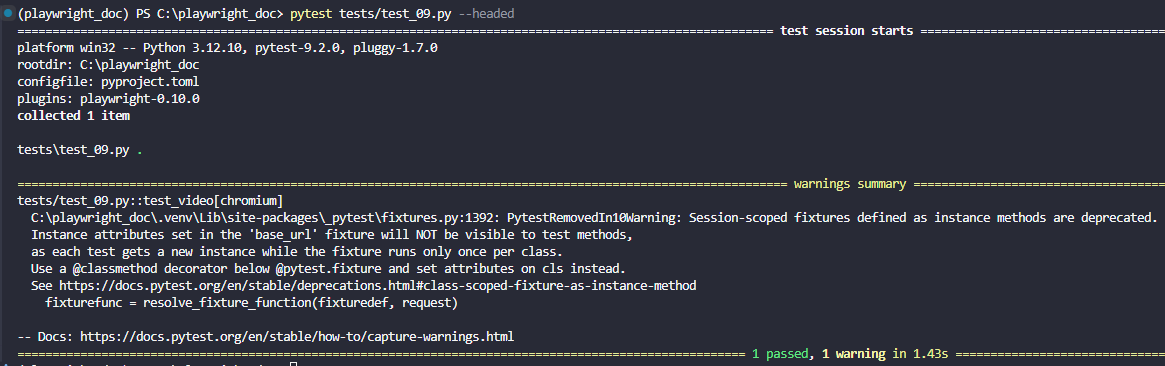 (playwright_doc) PS C:\playwright_doc> pytest tests/test_09.py --headed
============================================================ test session starts ============================================================
platform win32 -- Python 3.12.10, pytest-9.2.0, pluggy-1.7.0
rootdir: C:\playwright_doc
configfile: pyproject.toml
plugins: playwright-0.10.0
collected 1 item

tests\test_09.py .

============================================================ warnings summary ============================================================
tests/test_09.py::test_video[chromium]
  C:\playwright_doc\.venv\Lib\site-packages\_pytest\fixtures.py:1392: PytestRemovedIn10Warning: Session-scoped fixtures defined as instance methods are deprecated.
  Instance attributes set in the 'base_url' fixture will NOT be visible to test methods,
  as each test gets a new instance while the fixture runs only once per class.
  Use a @classmethod decorator below @pytest.fixture and set attributes on cls instead.
  See https://docs.pytest.org/en/stable/deprecations.html#class-scoped-fixture-as-instance-method
    fixturefunc = resolve_fixture_function(fixturedef, request)

-- Docs: https://docs.pytest.org/en/stable/how-to/capture-warnings.html
============================================================ 1 passed, 1 warning in 1.43s ============================================================